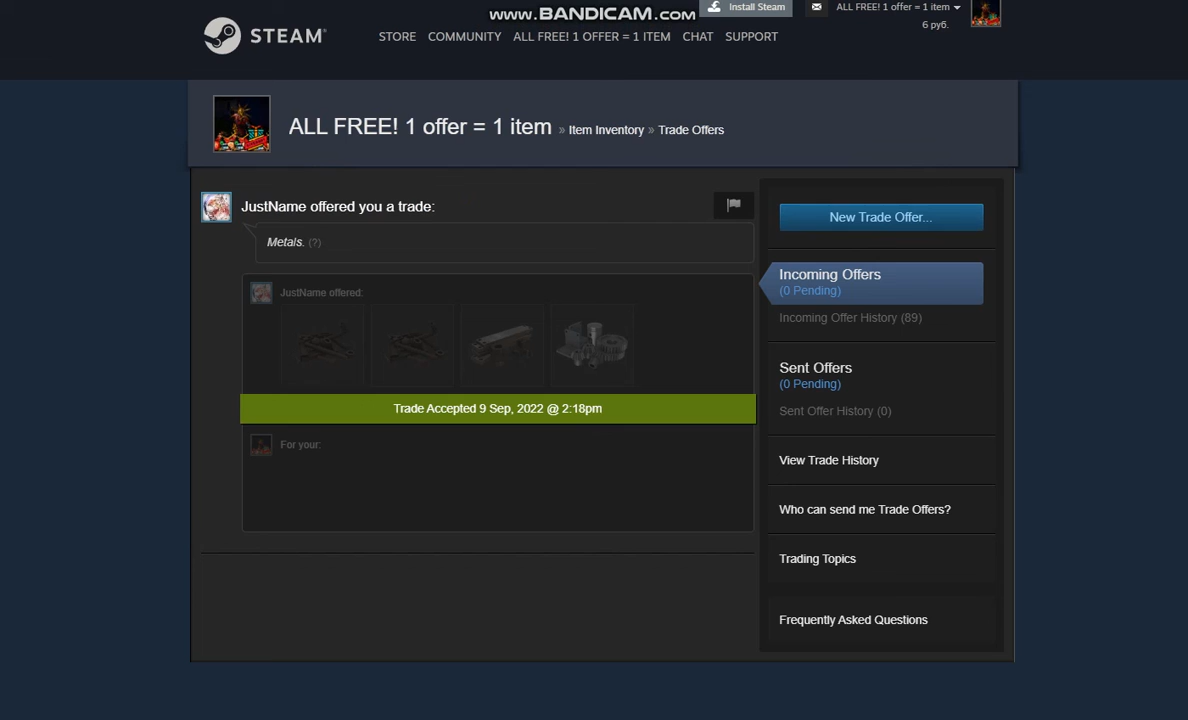 www.BANDICAM.com
Install Steam
ALL FREE! 1 offer = 1 item
6 руб.
STEAM®
STORE COMMUNITY ALL FREE! 1 OFFER = 1 ITEM CHAT SUPPORT
ALL FREE! 1 offer = 1 item » Item Inventory » Trade Offers
JustName offered you a trade:
Metals. (?)
JustName offered:
Trade Accepted 9 Sep, 2022 @ 2:18pm
For your:
New Trade Offer...
Incoming Offers
(0 Pending)
Incoming Offer History (89)
Sent Offers
(0 Pending)
Sent Offer History (0)
View Trade History
Who can send me Trade Offers?
Trading Topics
Frequently Asked Questions